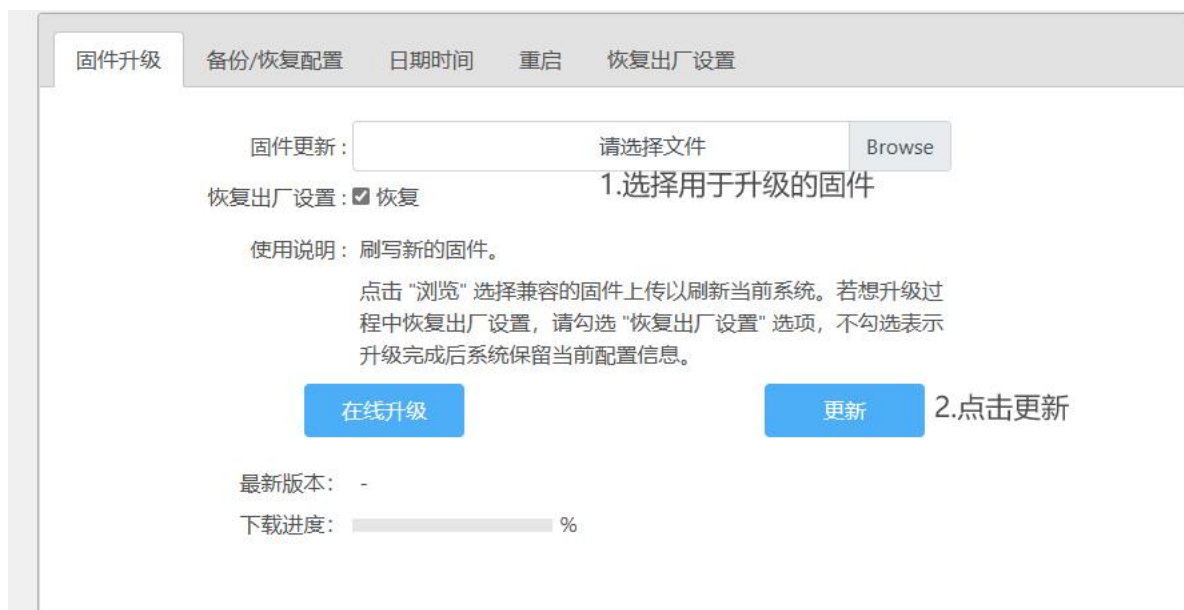 固件升级 备份/恢复配置 日期时间 重启 恢复出厂设置
固件更新 : 请选择文件 Browse
1.选择用于升级的固件
恢复出厂设置 : 恢复
使用说明 : 刷写新的固件。
点击 "浏览" 选择兼容的固件上传以刷新当前系统。若想升级过
程中恢复出厂设置，请勾选 "恢复出厂设置" 选项，不勾选表示
升级完成后系统保留当前配置信息。
在线升级 更新 2.点击更新
最新版本： -
下载进度： %